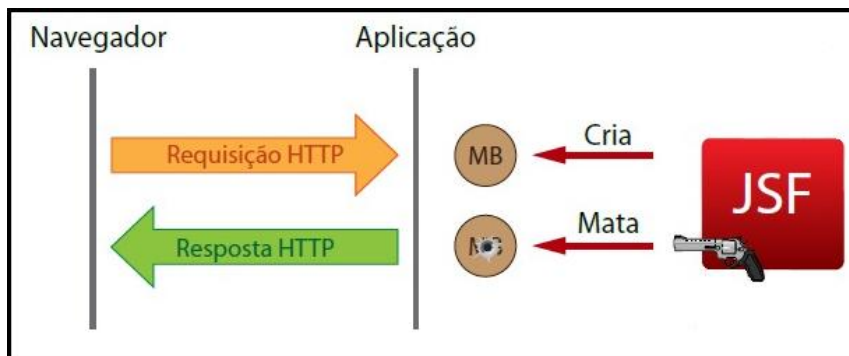 Navegador
Aplicação
Requisição HTTP
MB
Cria
JSF
Resposta HTTP
Mata